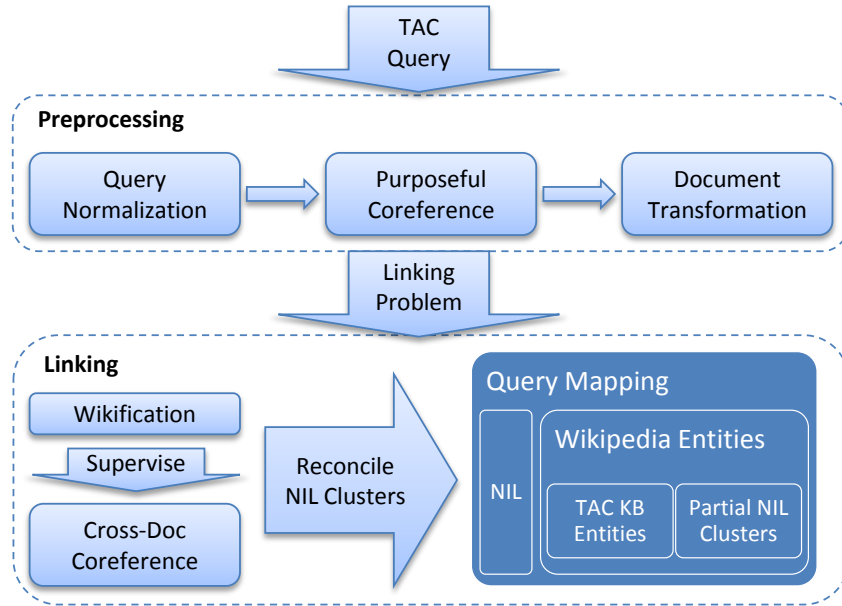 TAC
Query
Preprocessing
Query
Normalization
Purposeful
Coreference
Document
Transformation
Linking
Problem
Linking
Wikification
Supervise
Cross-Doc
Coreference
Reconcile
NIL Clusters
Query Mapping
NIL
Wikipedia Entities
TAC KB
Entities
Partial NIL
Clusters